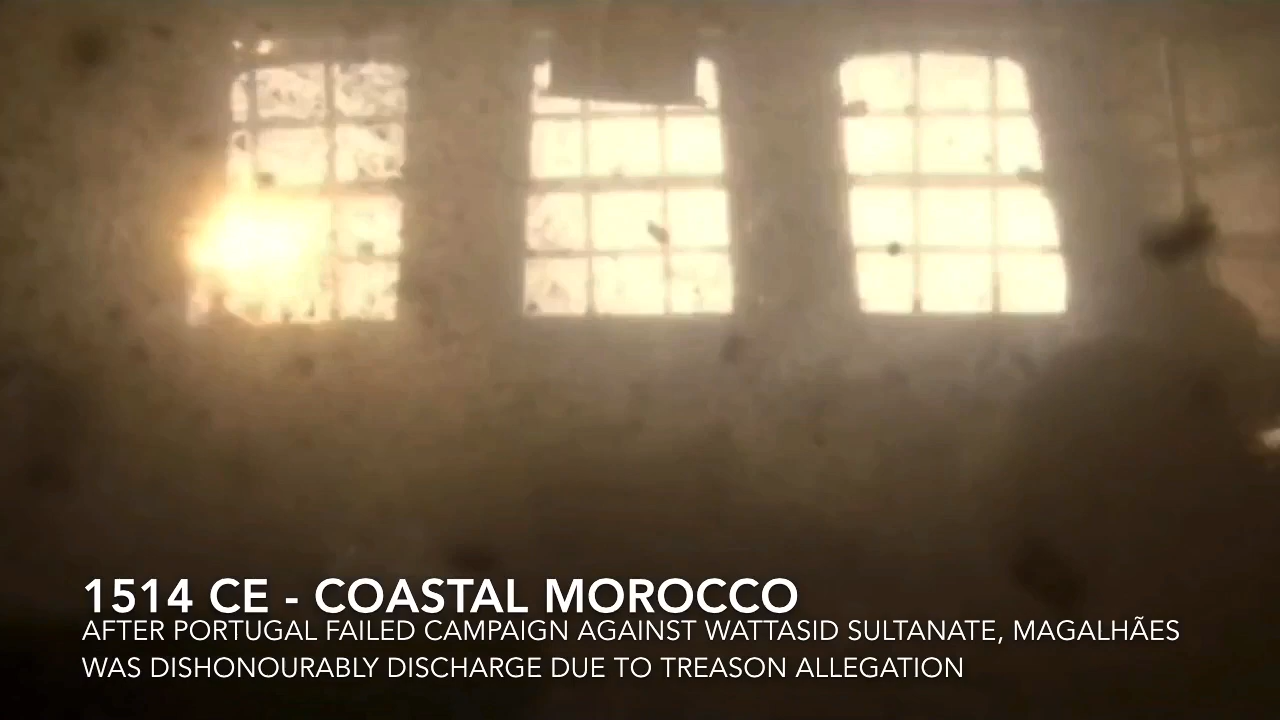 1514 CE - COASTAL MOROCCO
AFTER PORTUGAL FAILED CAMPAIGN AGAINST WATTASID SULTANATE, MAGALHÃES
WAS DISHONOURABLY DISCHARGE DUE TO TREASON ALLEGATION